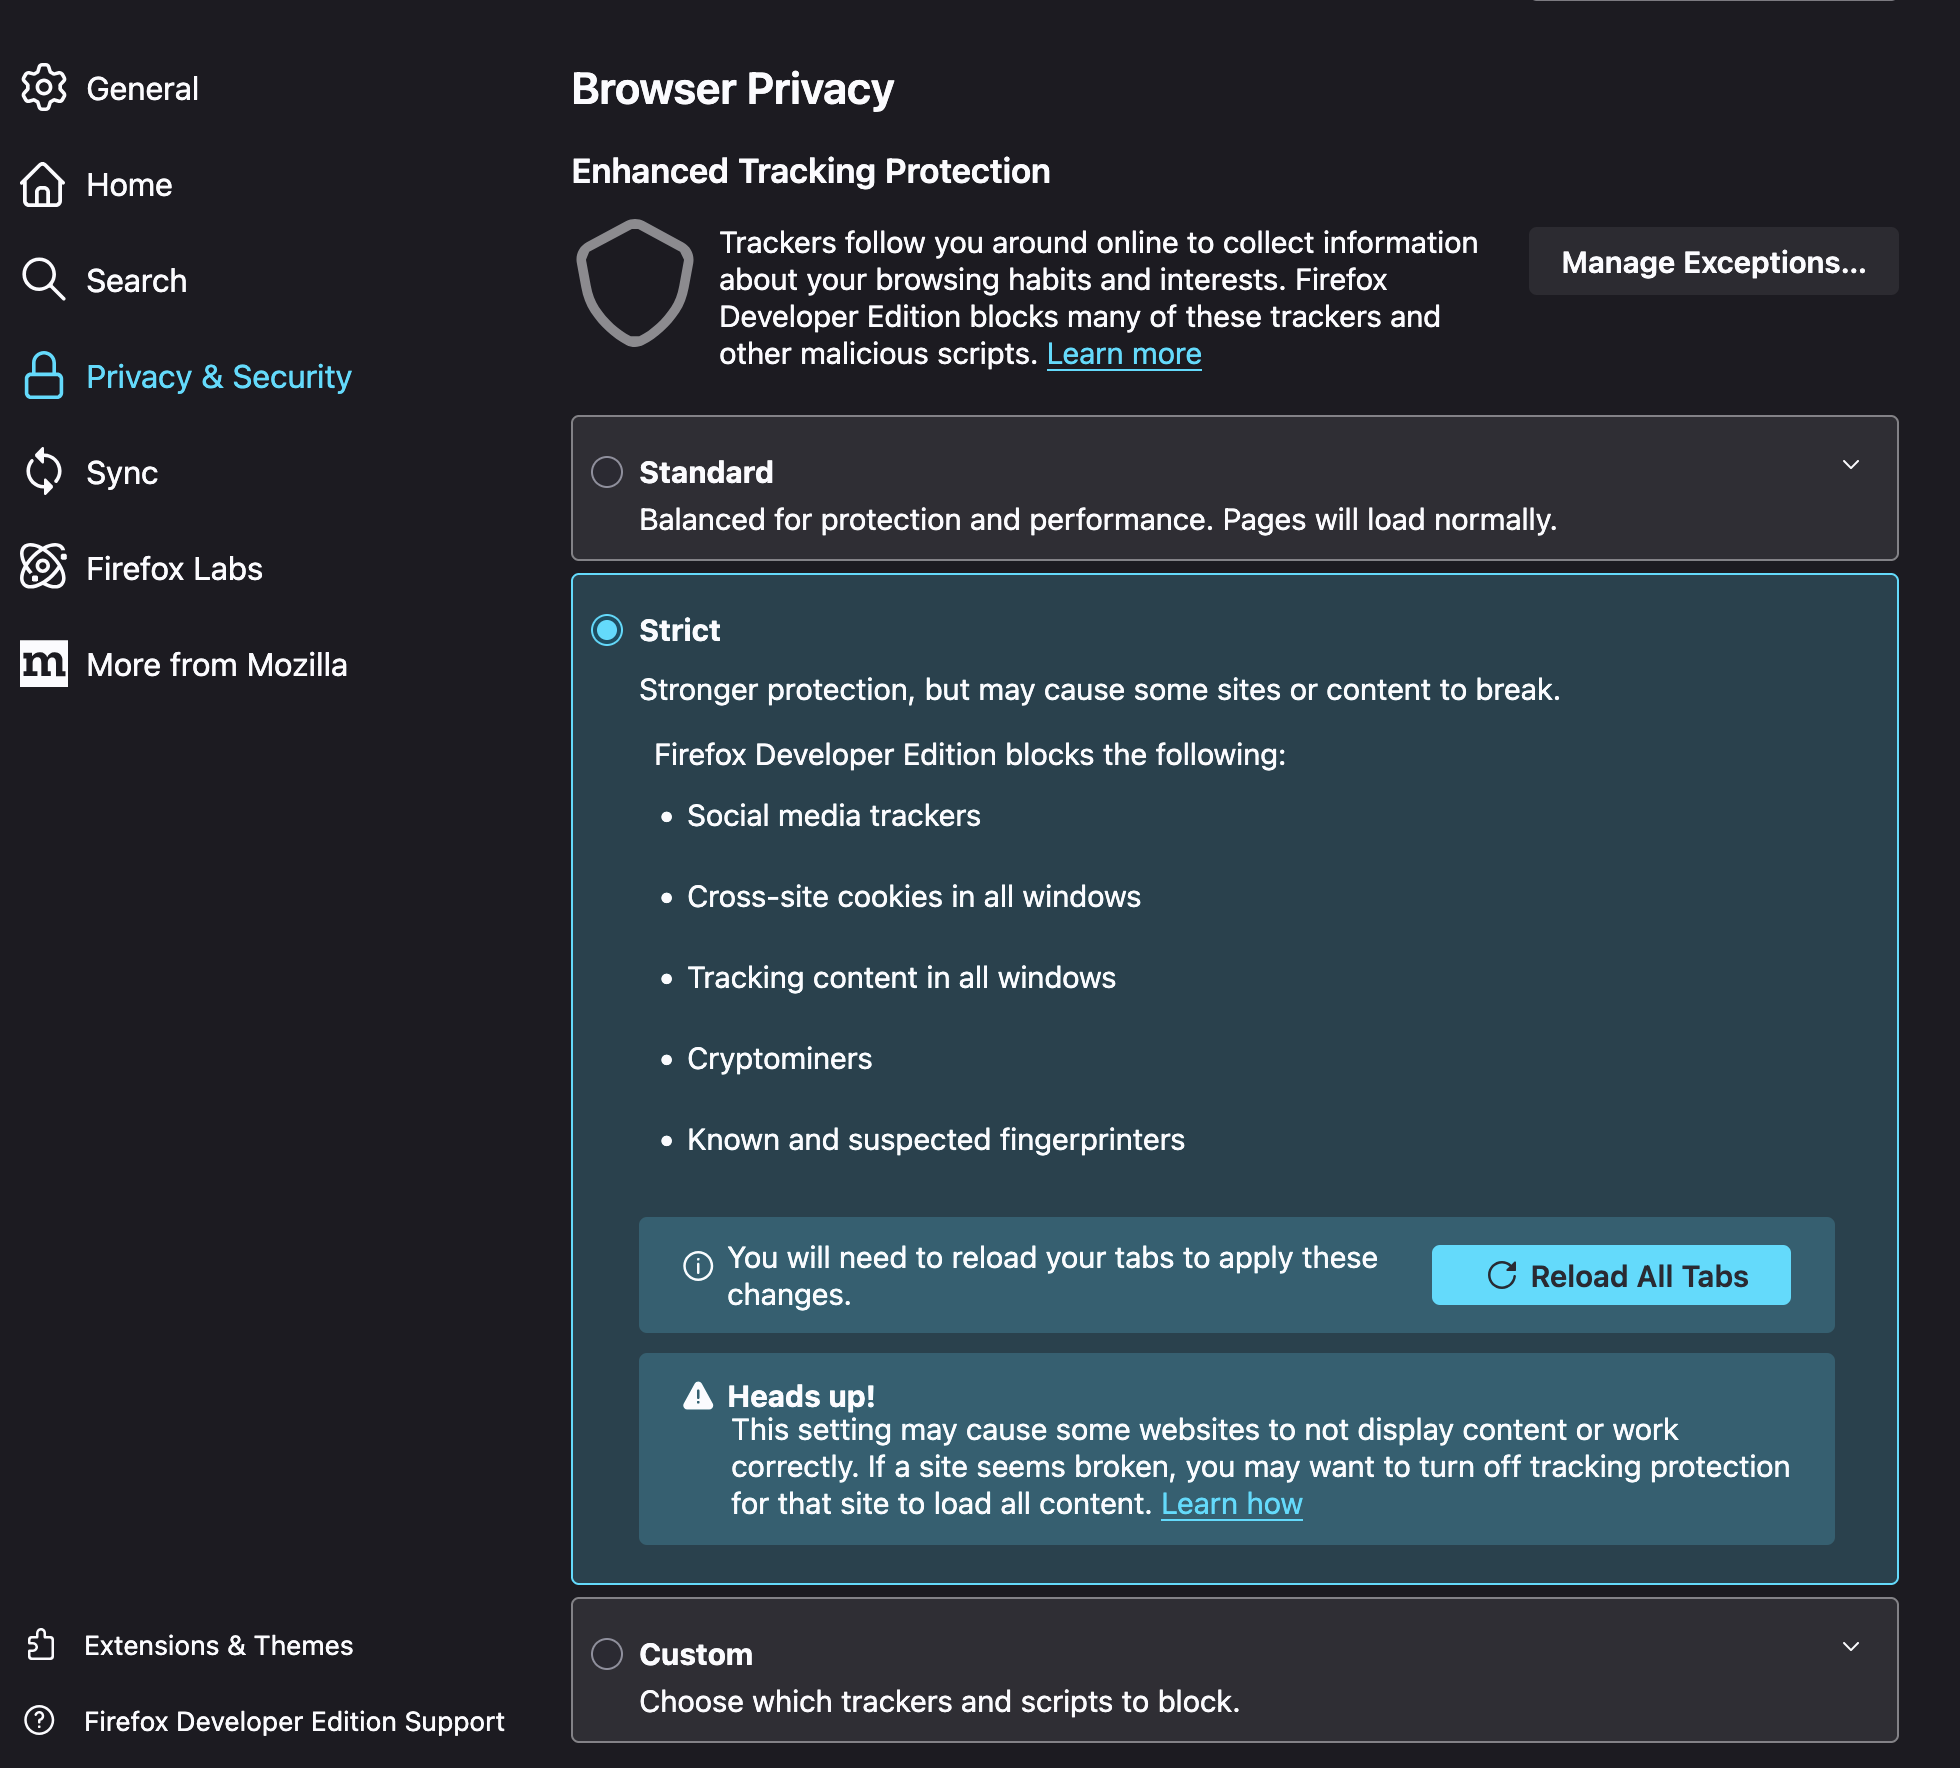 General
Home
Search
Privacy & Security
Sync
Firefox Labs
m
More from Mozilla
Extensions & Themes
Firefox Developer Edition Support
Browser Privacy
Enhanced Tracking Protection
Trackers follow you around online to collect information
about your browsing habits and interests. Firefox
Developer Edition blocks many of these trackers and
other malicious scripts. Learn more
Manage Exceptions...
Standard
Balanced for protection and performance. Pages will load normally.
Strict
Stronger protection, but may cause some sites or content to break.
Firefox Developer Edition blocks the following:
• Social media trackers
• Cross-site cookies in all windows
• Tracking content in all windows
• Cryptominers
• Known and suspected fingerprinters
You will need to reload your tabs to apply these
changes.
Reload All Tabs
Heads up!
This setting may cause some websites to not display content or work
correctly. If a site seems broken, you may want to turn off tracking protection
for that site to load all content. Learn how
Custom
Choose which trackers and scripts to block.